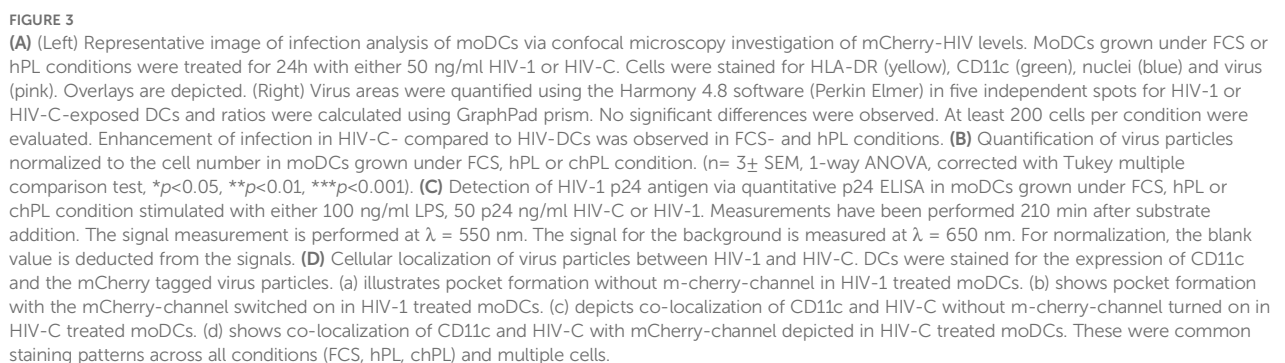 FIGURE 3
(A) (Left) Representative image of infection analysis of moDCs via confocal microscopy investigation of mCherry-HIV levels. MoDCs grown under FCS or
hPL conditions were treated for 24h with either 50 ng/ml HIV-1 or HIV-C. Cells were stained for HLA-DR (yellow), CD11c (green), nuclei (blue) and virus
(pink). Overlays are depicted. (Right) Virus areas were quantified using the Harmony 4.8 software (Perkin Elmer) in five independent spots for HIV-1 or
HIV-C-exposed DCs and ratios were calculated using GraphPad prism. No significant differences were observed. At least 200 cells per condition were
evaluated. Enhancement of infection in HIV-C- compared to HIV-DCs was observed in FCS- and hPL conditions. (B) Quantification of virus particles
normalized to the cell number in moDCs grown under FCS, hPL or chPL condition. (n= 3± SEM, 1-way ANOVA, corrected with Tukey multiple
comparison test, *p<0.05, **p<0.01, ***p<0.001). (C) Detection of HIV-1 p24 antigen via quantitative p24 ELISA in moDCs grown under FCS, hPL or
chPL condition stimulated with either 100 ng/ml LPS, 50 p24 ng/ml HIV-C or HIV-1. Measurements have been performed 210 min after substrate
addition. The signal measurement is performed at λ = 550 nm. The signal for the background is measured at λ = 650 nm. For normalization, the blank
value is deducted from the signals. (D) Cellular localization of virus particles between HIV-1 and HIV-C. DCs were stained for the expression of CD11c
and the mCherry tagged virus particles. (a) illustrates pocket formation without m-cherry-channel in HIV-1 treated moDCs. (b) shows pocket formation
with the mCherry-channel switched on in HIV-1 treated moDCs. (c) depicts co-localization of CD11c and HIV-C without m-cherry-channel turned on in
HIV-C treated moDCs. (d) shows co-localization of CD11c and HIV-C with mCherry-channel depicted in HIV-C treated moDCs. These were common
staining patterns across all conditions (FCS, hPL, chPL) and multiple cells.